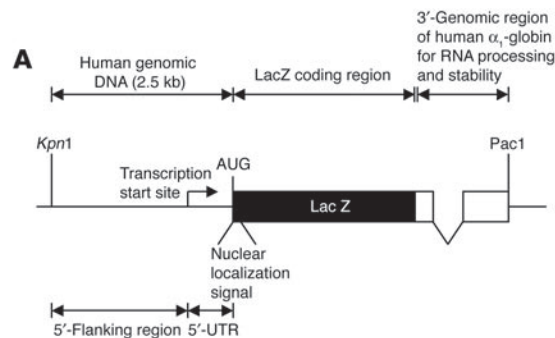 A
Human genomic
DNA (2.5 kb)
LacZ coding region
3′-Genomic region
of human α1-globin
for RNA processing
and stability
Kpn1
Transcription
start site
AUG
Pac1
Lac Z
Nuclear
localization
signal
5′-Flanking region
5′-UTR